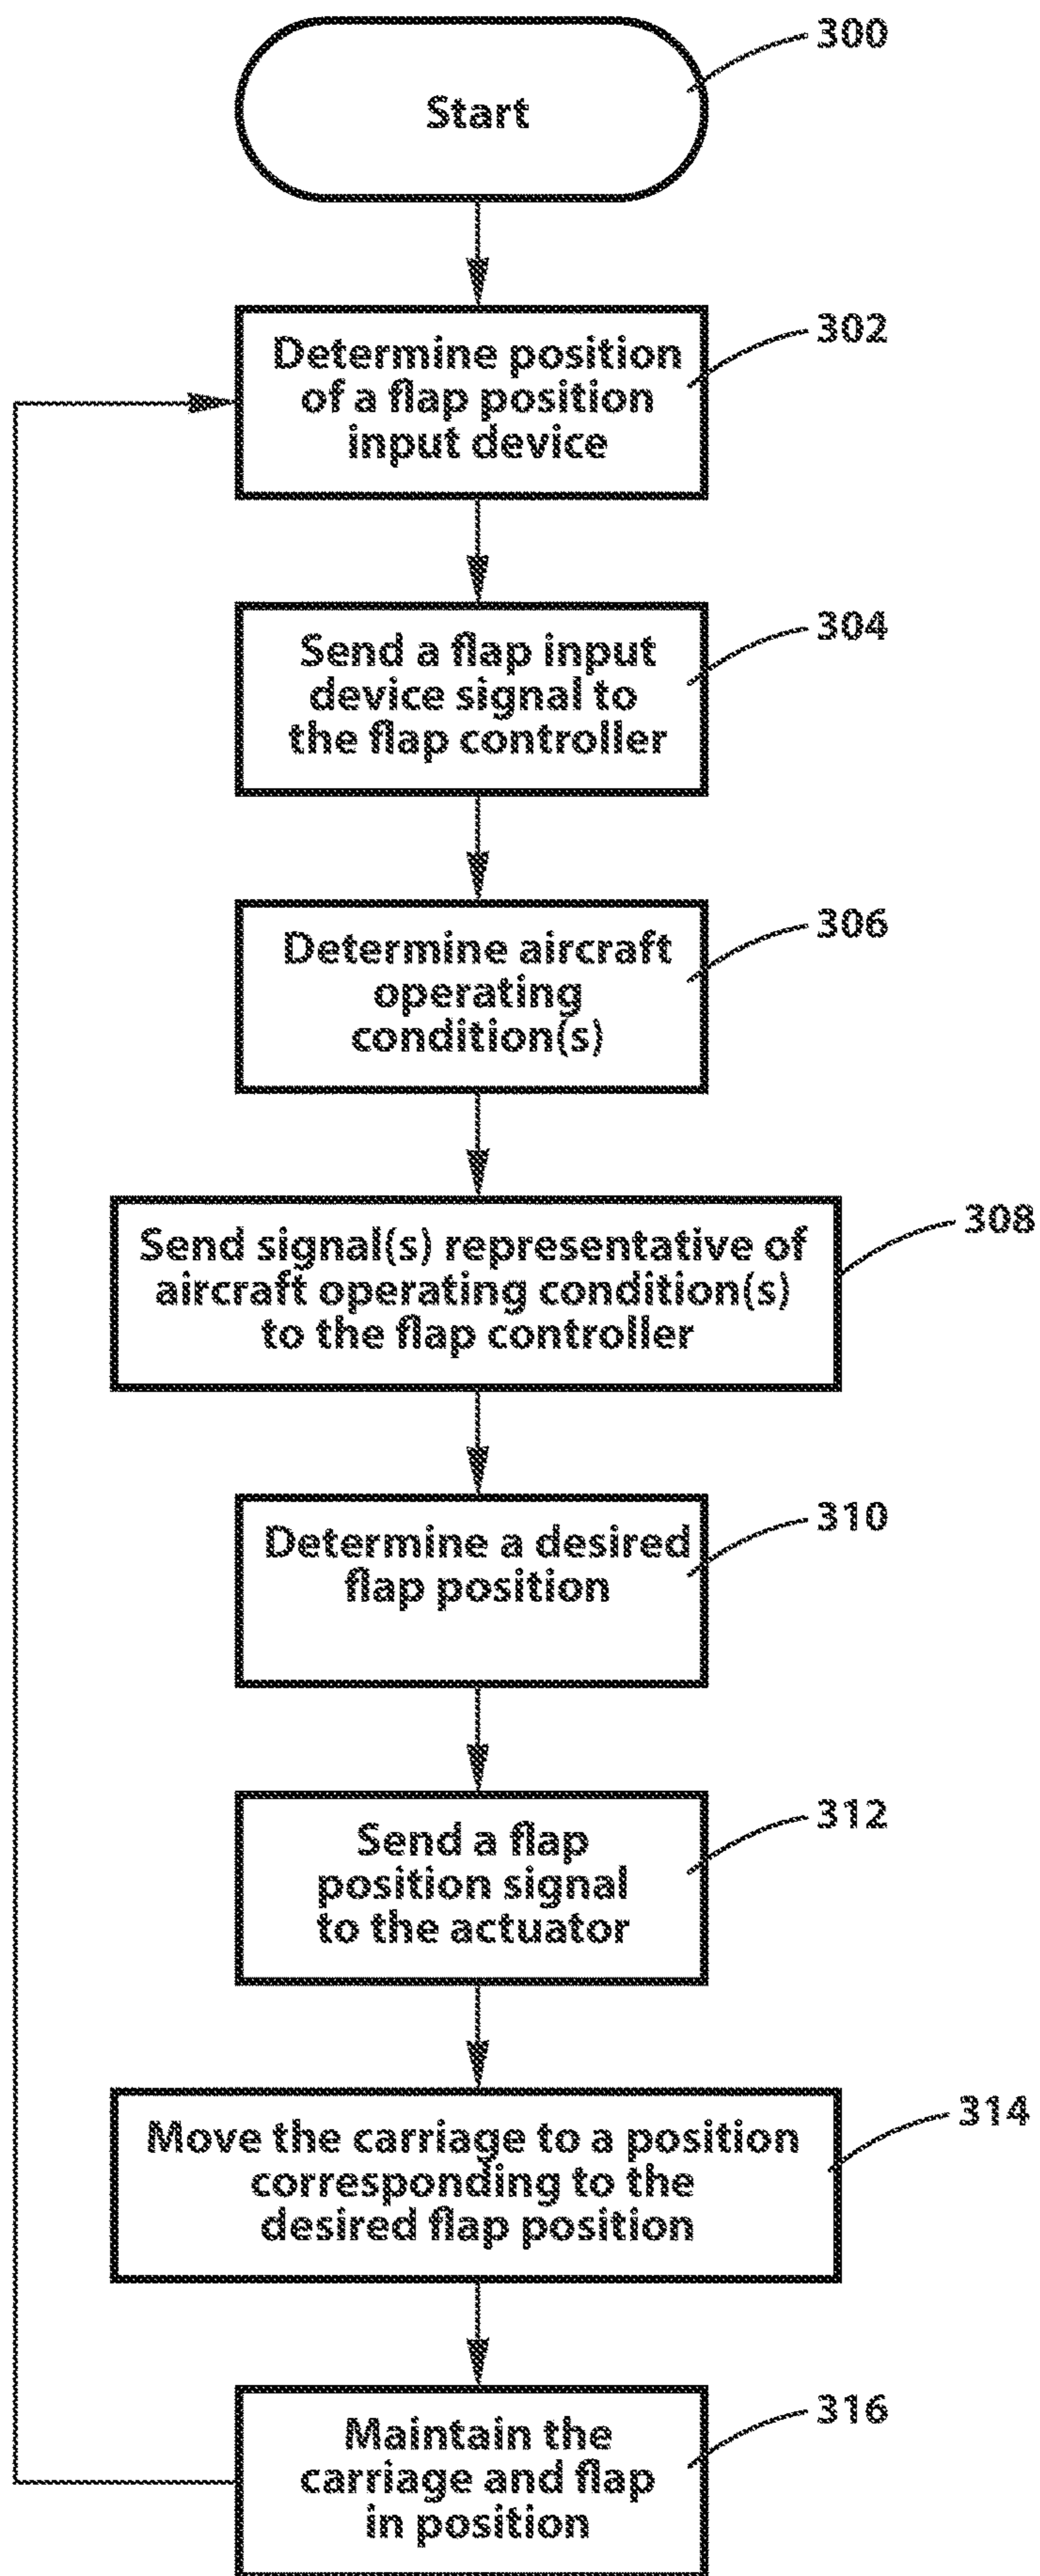 300
Start
302
Determine position
of a flap position
input device
304
Send a flap input
device signal to
the flap controller
306
Determine aircraft
operating
condition(s)
308
Send signal(s) representative of
aircraft operating condition(s)
to the flap controller
310
Determine a desired
flap position
312
Send a flap
position signal
to the actuator
314
Move the carriage to a position
corresponding to the
desired flap position
316
Maintain the
carriage and flap
in position